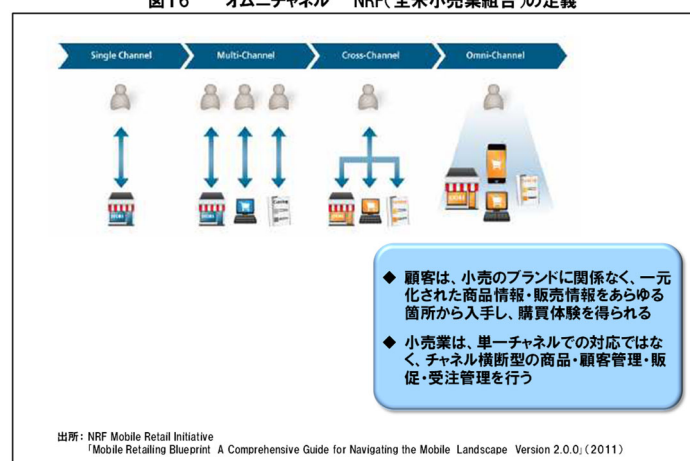 図16 オムニチャネル NRF(全米小売業組合)の定義
Single Channel
Multi-Channel
Cross-Channel
Omni-Channel
◆ 顧客は、小売のブランドに関係なく、一元
化された商品情報・販売情報をあらゆる
箇所から入手し、購買体験を得られる
◆ 小売業は、単一チャネルでの対応ではな
く、チャネル横断型の商品・顧客管理・販
促・受注管理を行う
出所: NRF Mobile Retail Initiative
「Mobile Retailing Blueprint A Comprehensive Guide for Navigating the Mobile Landscape Version 2.0.0」(2011)